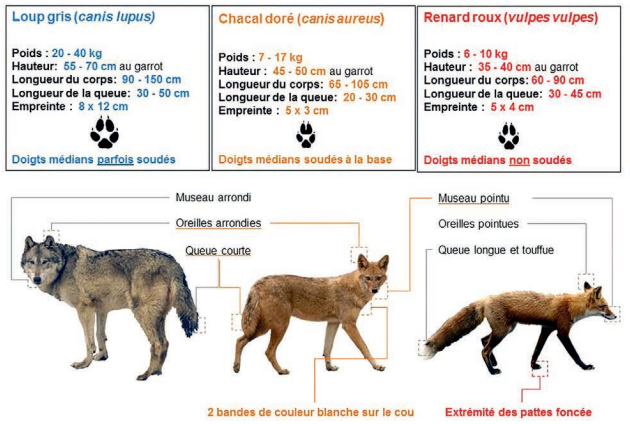 Loup gris (canis lupus)
Poids : 20 - 40 kg
Hauteur: 55 - 70 cm au garrot
Longueur du corps: 90 - 150 cm
Longueur de la queue: 30 - 50 cm
Empreinte : 8 x 12 cm
Doigts médians parfois soudés
Chacal doré (canis aureus)
Poids : 7 - 17 kg
Hauteur : 45 - 50 cm au garrot
Longueur du corps: 65 - 105 cm
Longueur de la queue: 20 - 30 cm
Empreinte : 5 x 3 cm
Doigts médians soudés à la base
Renard roux (vulpes vulpes)
Poids : 6 - 10 kg
Hauteur : 35 - 40 cm au garrot
Longueur du corps: 60 - 90 cm
Longueur de la queue: 30 - 45 cm
Empreinte : 5 x 4 cm
Doigts médians non soudés
Museau arrondi
Oreilles arrondies
Queue courte
Museau pointu
Oreilles pointues
Queue longue et touffue
2 bandes de couleur blanche sur le cou
Extrémité des pattes foncée